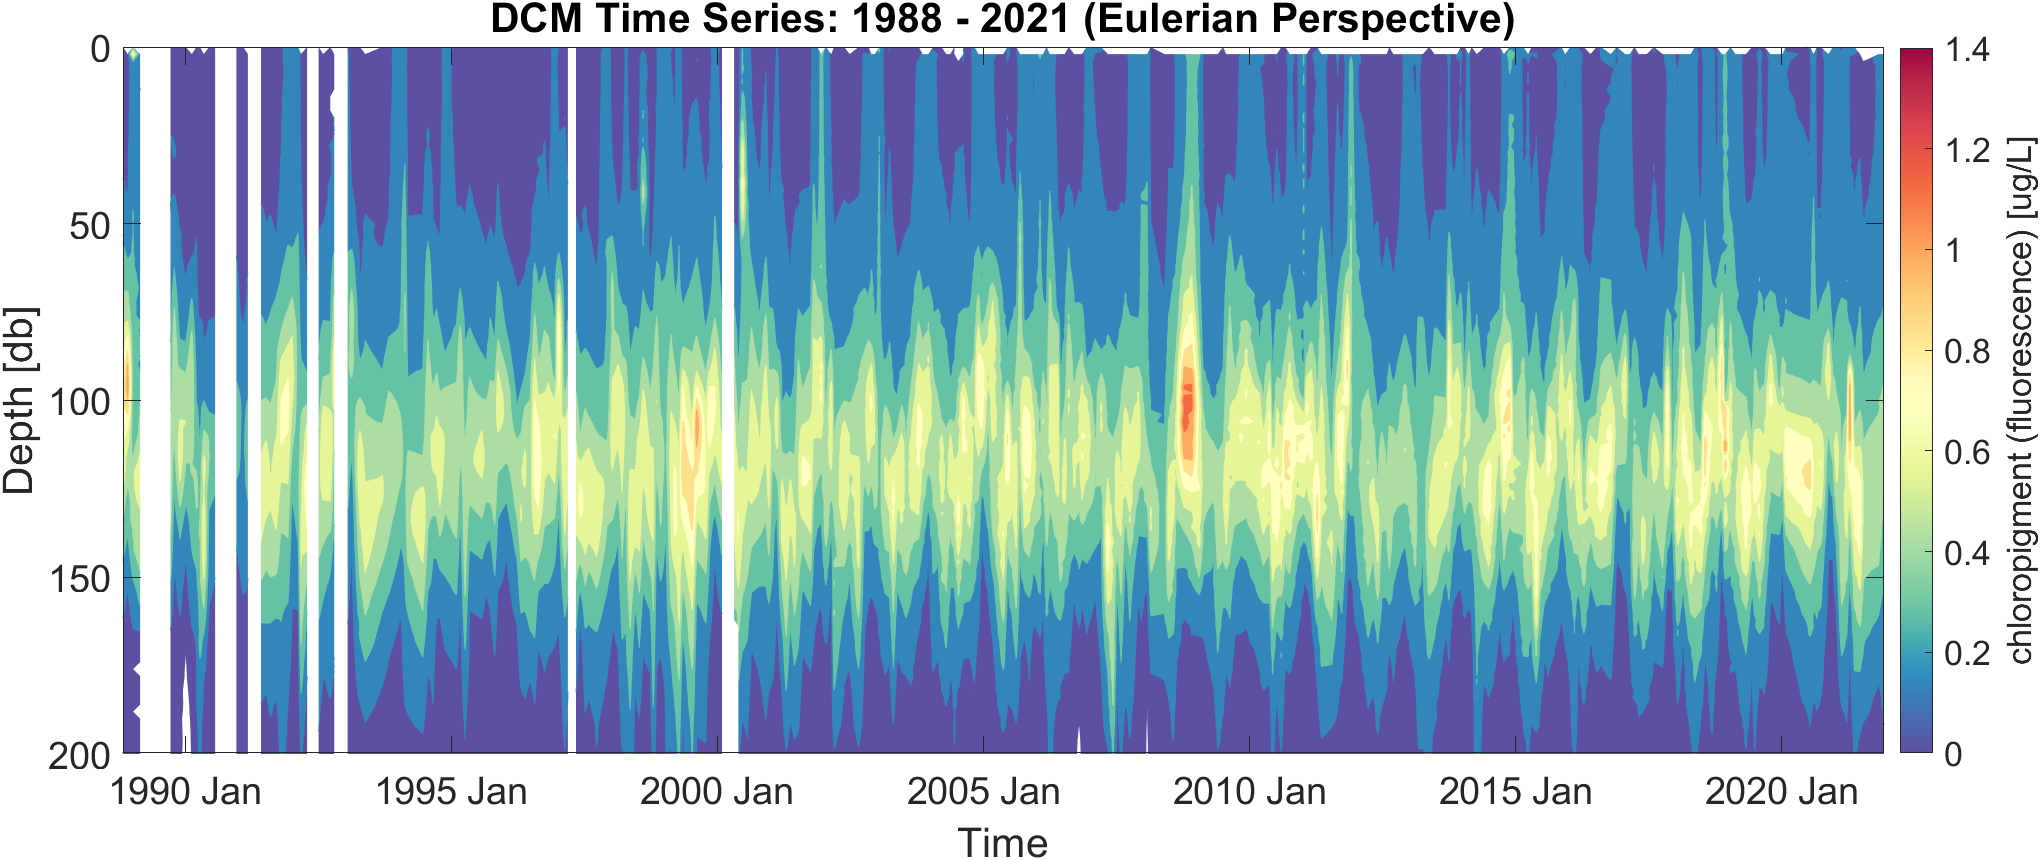 DCM Time Series: 1988 - 2021 (Eulerian Perspective)
0
50
100
150
200
Depth [db]
1990 Jan
1995 Jan
2000 Jan
2005 Jan
2010 Jan
2015 Jan
2020 Jan
Time
1.4
1.2
1
0.8
0.6
0.4
0.2
0
chloropigment (fluorescence) [ug/L]